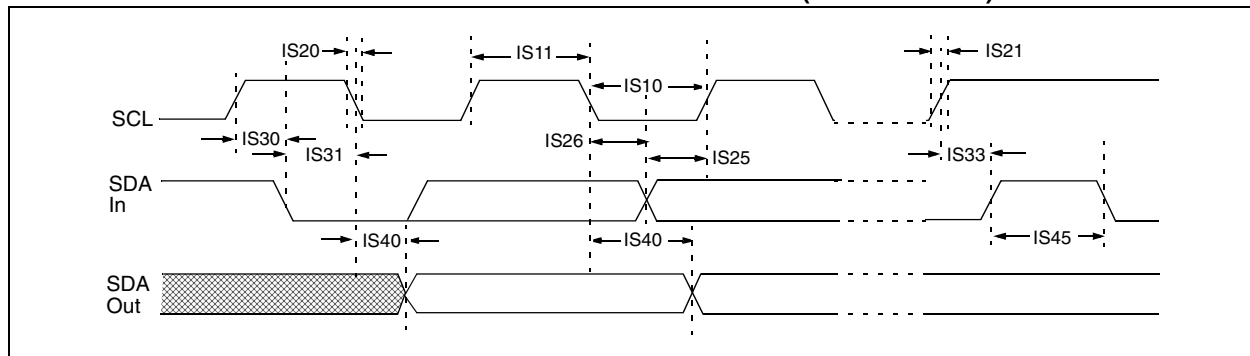 IS20
IS11
IS21
IS10
SCL
IS30
IS26
IS31
IS25
IS33
SDA
In
IS40
IS40
IS45
SDA
Out